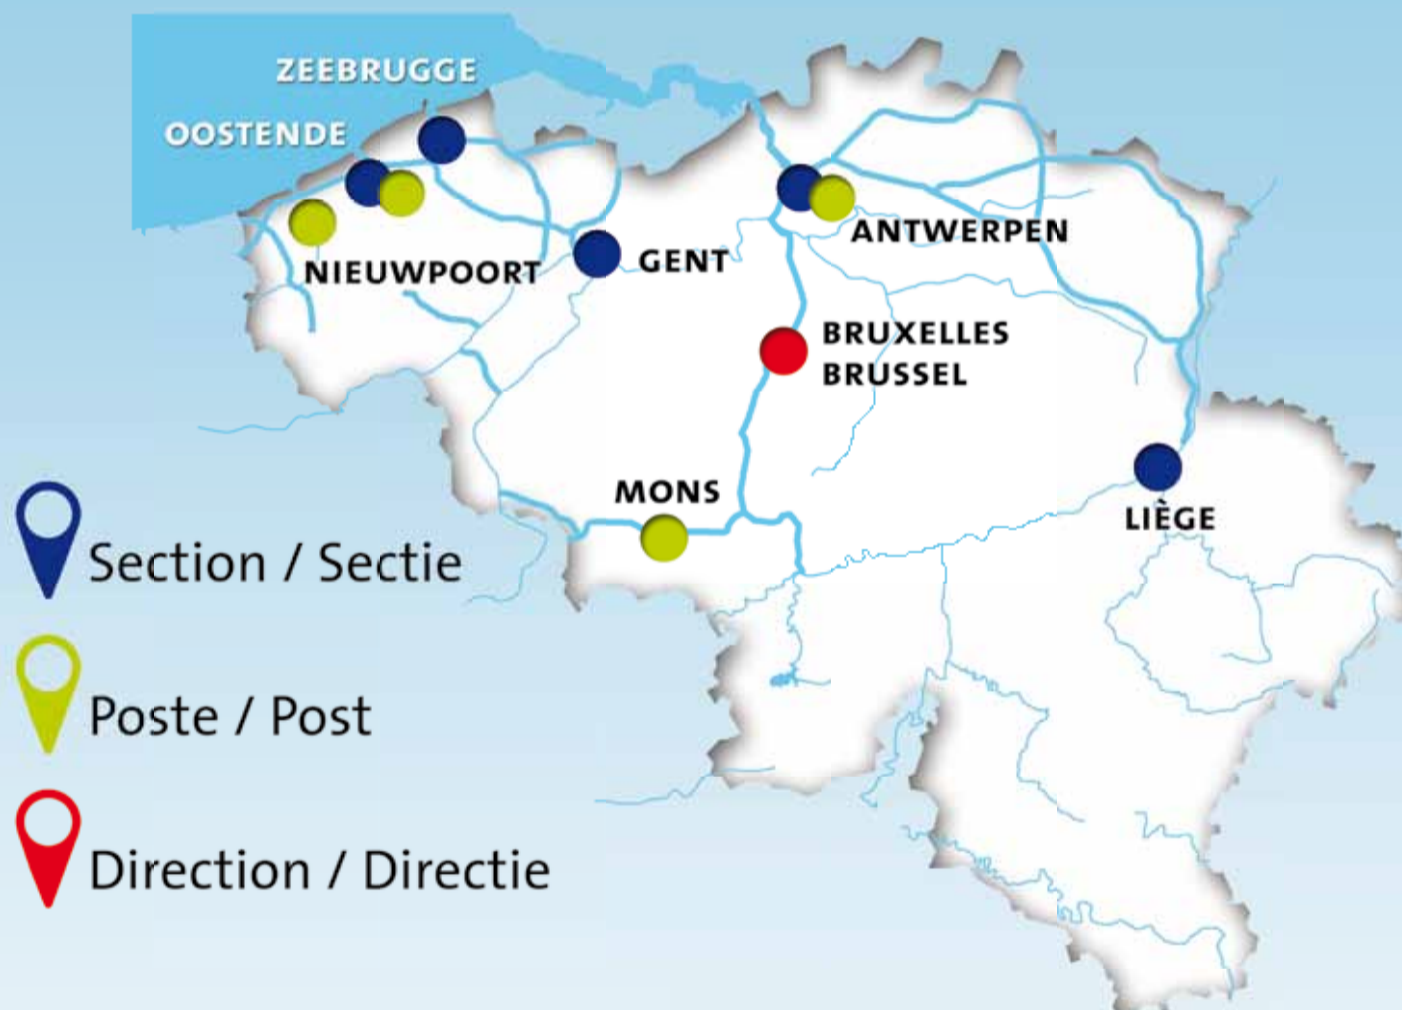 ZEEBRUGGE
OOSTENDE
NIEUWPOORT
GENT
ANTWERPEN
BRUXELLES
BRUSSEL
MONS
LIÈGE
Section / Sectie
Poste / Post
Direction / Directie